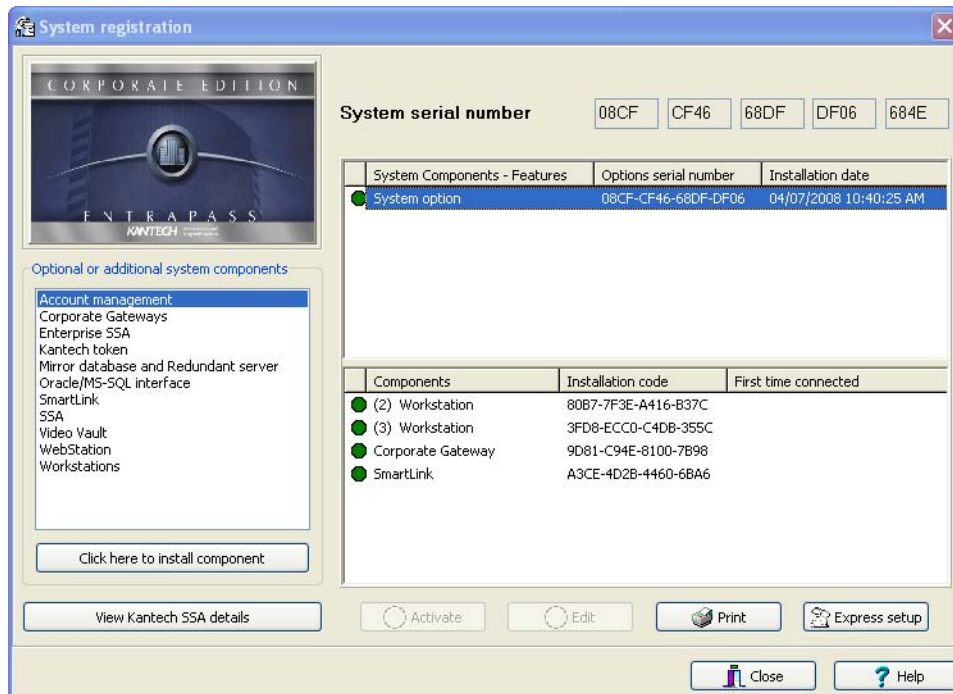 System registration
CORPORATE EDITION
ENTRAPASS
KANTECH
System serial number 08CF CF46 68DF DF06 684E
System Components - Features Options serial number Installation date
System option 08CF-CF46-68DF-DF06 04/07/2008 10:40:25 AM
Optional or additional system components
Account management
Corporate Gateways
Enterprise SSA
Kantech token
Mirror database and Redundant server
Oracle/MS-SQL interface
SmartLink
SSA
Video Vault
WebStation
Workstations
Click here to install component
View Kantech SSA details
Components Installation code First time connected
(2) Workstation 80B7-7F3E-A416-B37C
(3) Workstation 3FD8-ECC0-C4DB-355C
Corporate Gateway 9D81-C94E-8100-7B98
SmartLink A3CE-4D2B-4460-6BA6
Activate Edit Print Express setup
Close Help